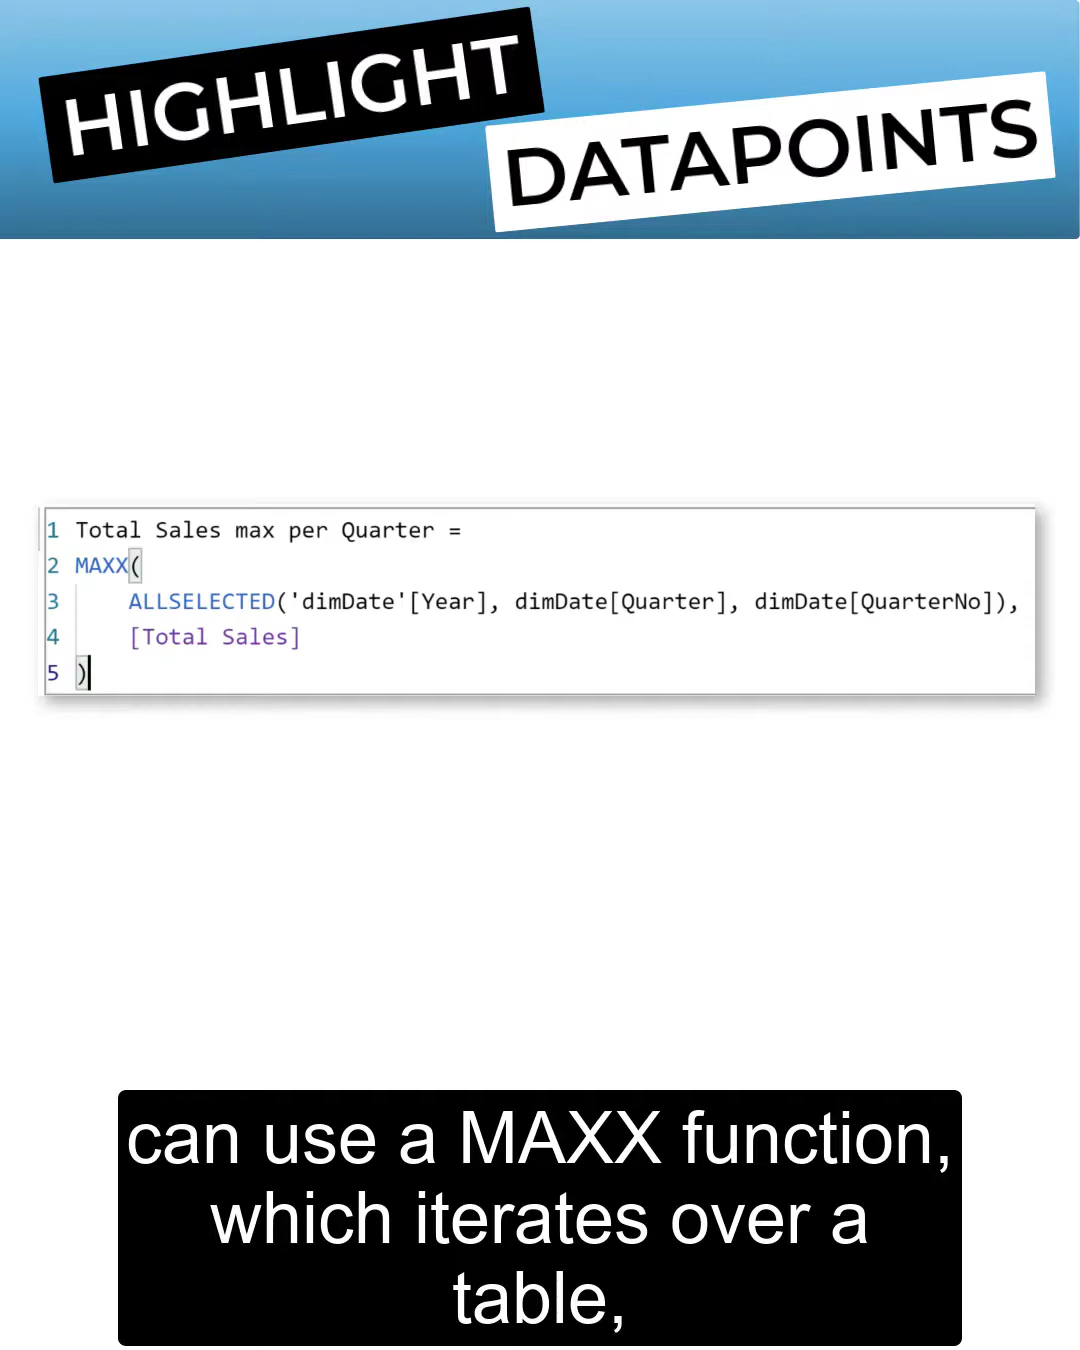 HIGHLIGHT
DATAPOINTS
1 Total Sales max per Quarter =
2 MAXX(
3 ALLSELECTED('dimDate'[Year], dimDate[Quarter], dimDate[QuarterNo]),
4 [Total Sales]
5 )
can use a MAXX function,
which iterates over a
table,